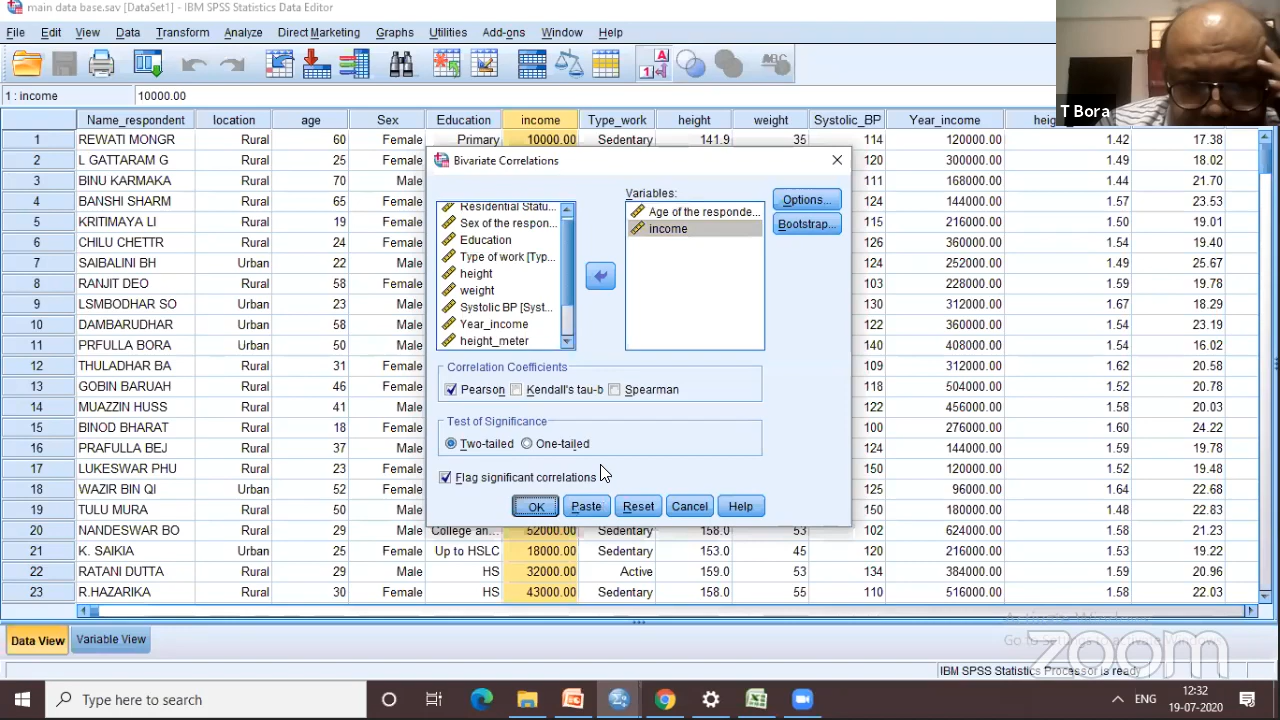 main data base.sav [DataSet1] - IBM SPSS Statistics Data Editor
File Edit View Data Transform Analyze Direct Marketing Graphs Utilities Add-ons Window Help
T Bora
1 : income 10000.00
Name_respondent location age Sex Education income Type_work height weight Systolic_BP Year_income
1 REWATI MONGR Rural 60 Female Primary 10000.00 Sedentary 141.9 35 114 120000.00 1.42 17.38
2 L GATTARAM G Rural 25 Female 120 300000.00 1.49 18.02
3 BINU KARMAKA Rural 70 Male 111 168000.00 1.44 21.70
4 BANSHI SHARM Rural 65 Female 144000.00 1.57 23.53
5 KRITIMAYA LI Rural 19 Female 115 216000.00 1.50 19.01
6 CHILU CHETTR Rural 24 Female 126 360000.00 1.54 19.40
7 SAIBALINI BH Rural 22 Male 124 252000.00 1.49 25.67
8 RANJIT DEO Rural 59 Female 103 228000.00 1.59 19.78
9 LSMBODHAR SO Urban 23 Male 130 312000.00 1.67 18.29
10 DAMBARUDHAR Urban 58 Male 122 360000.00 1.54 23.19
11 PRFULLA BORA Urban 50 Male 140 408000.00 1.54 16.02
12 THULADHAR BA Rural 31 Female 112 360000.00 1.62 20.58
13 GOBIN BARUAH Rural 46 Female 118 504000.00 1.52 20.78
14 MUAZZIN HUSS Rural 41 Male 122 456000.00 1.58 20.03
15 BINOD BHARAT Rural 18 Female 100 276000.00 1.60 24.22
16 PRAFULLA BEJ Rural 37 Male 124 144000.00 1.59 19.78
17 LUKESWAR PHU Rural 23 Female 150 120000.00 1.52 19.48
18 WAZIR BIN QI Rural 52 Male 125 96000.00 1.64 22.68
19 TULU MURA Rural 50 Male 150 144000.00 1.48 22.83
20 NANDESWAR BO Rural 29 Male College an... 52000.00 Sedentary 158.0 53 102 624000.00 1.58 21.23
21 K. SAIKIA Urban 25 Female Up to HSLC 18000.00 Sedentary 153.0 45 120 216000.00 1.53 19.22
22 RATANI DUTTA Rural 29 Male HS 32000.00 Active 159.0 53 134 384000.00 1.59 20.96
23 R.HAZARIKA Rural 30 Female HS 43000.00 Sedentary 158.0 55 110 516000.00 1.58 22.03
Bivariate Correlations
Residential Statu...
Sex of the respon...
Education
Type of work [Typ...
height
weight
Systolic BP [Syst...
Year_income
height_meter
Variables:
Age of the responde...
income
Options...
Bootstrap...
Correlation Coefficients
Pearson Kendall's tau-b Spearman
Test of Significance
Two-tailed One-tailed
Flag significant correlations
OK Paste Reset Cancel Help
Data View Variable View
zoom
IBM SPSS Statistics Processor is ready
Type here to search
ENG
12:32
19-07-2020